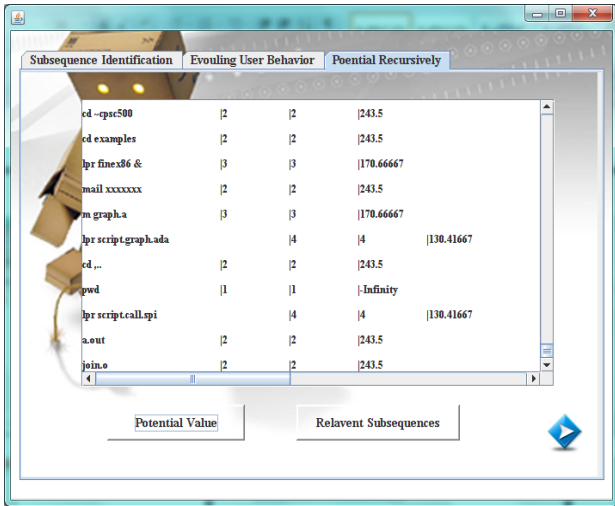 Subsequence Identification Evouling User Behavior Poential Recursively
cd ~cpsc500 |2 |2 |243.5
cd examples |2 |2 |243.5
lpr finex86 & |3 |3 |170.66667
mail xxxxxxx |2 |2 |243.5
m graph.a |3 |3 |170.66667
lpr script.graph.ada |4 |4 |130.41667
cd ,.. |2 |2 |243.5
pwd |1 |1 |-Infinity
lpr script.call.spi |4 |4 |130.41667
a.out |2 |2 |243.5
join.o |2 |2 |243.5
Potential Value Relavent Subsequences